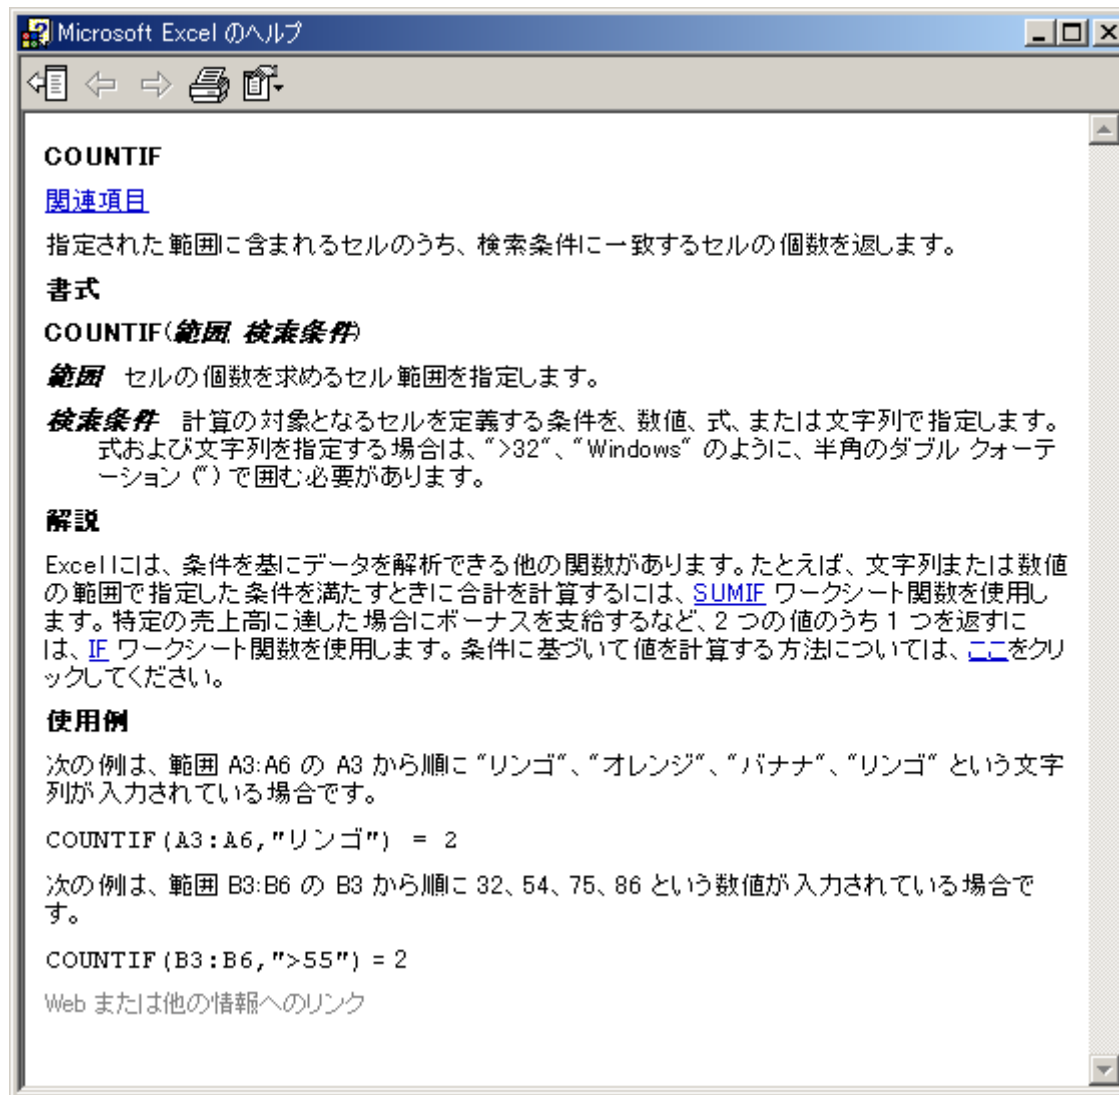 Microsoft Excel のヘルプ
COUNTIF
関連項目
指定された範囲に含まれるセルのうち、検索条件に一致するセルの個数を返します。
書式
COUNTIF(範囲, 検索条件)
範囲 セルの個数を求めるセル範囲を指定します。
検索条件 計算の対象となるセルを定義する条件を、数値、式、または文字列で指定します。
式および文字列を指定する場合は、">32"、"Windows" のように、半角のダブル クォーテ
ーション (") で囲む必要があります。
解説
Excel には、条件を基にデータを解析できる他の関数があります。たとえば、文字列または数値
の範囲で指定した条件を満たすときに合計を計算するには、SUMIF ワークシート関数を使用し
ます。特定の売上高に達した場合にボーナスを支給するなど、2 つの値のうち 1 つを返すに
は、IF ワークシート関数を使用します。条件に基づいて値を計算する方法については、ここをクリ
ックしてください。
使用例
次の例は、範囲 A3:A6 の A3 から順に "リンゴ"、"オレンジ"、"バナナ"、"リンゴ" という文字
列が入力されている場合です。
COUNTIF(A3:A6,"リンゴ") = 2
次の例は、範囲 B3:B6 の B3 から順に 32、54、75、86 という数値が入力されている場合で
す。
COUNTIF(B3:B6,">55") = 2
Web または他の情報へのリンク